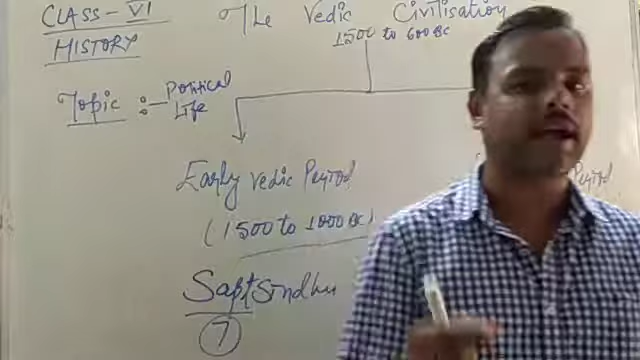 CLASS - VI
HISTORY
The Vedic Civilisation
1500 to 600 BC
Topic :- Political Life
Early Vedic Period
(1500 to 1000 BC)
Period
SaptSindhu
7